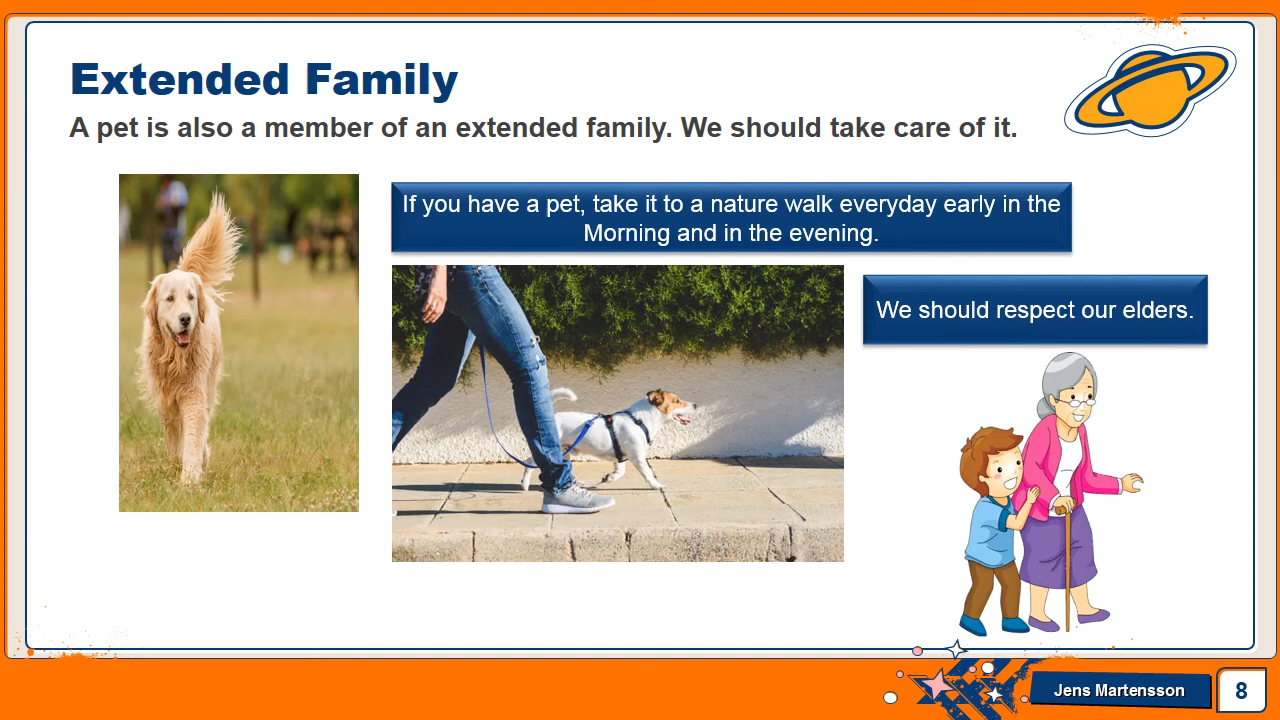 Extended Family
A pet is also a member of an extended family. We should take care of it.
If you have a pet, take it to a nature walk everyday early in the
Morning and in the evening.
We should respect our elders.
Jens Martensson
8